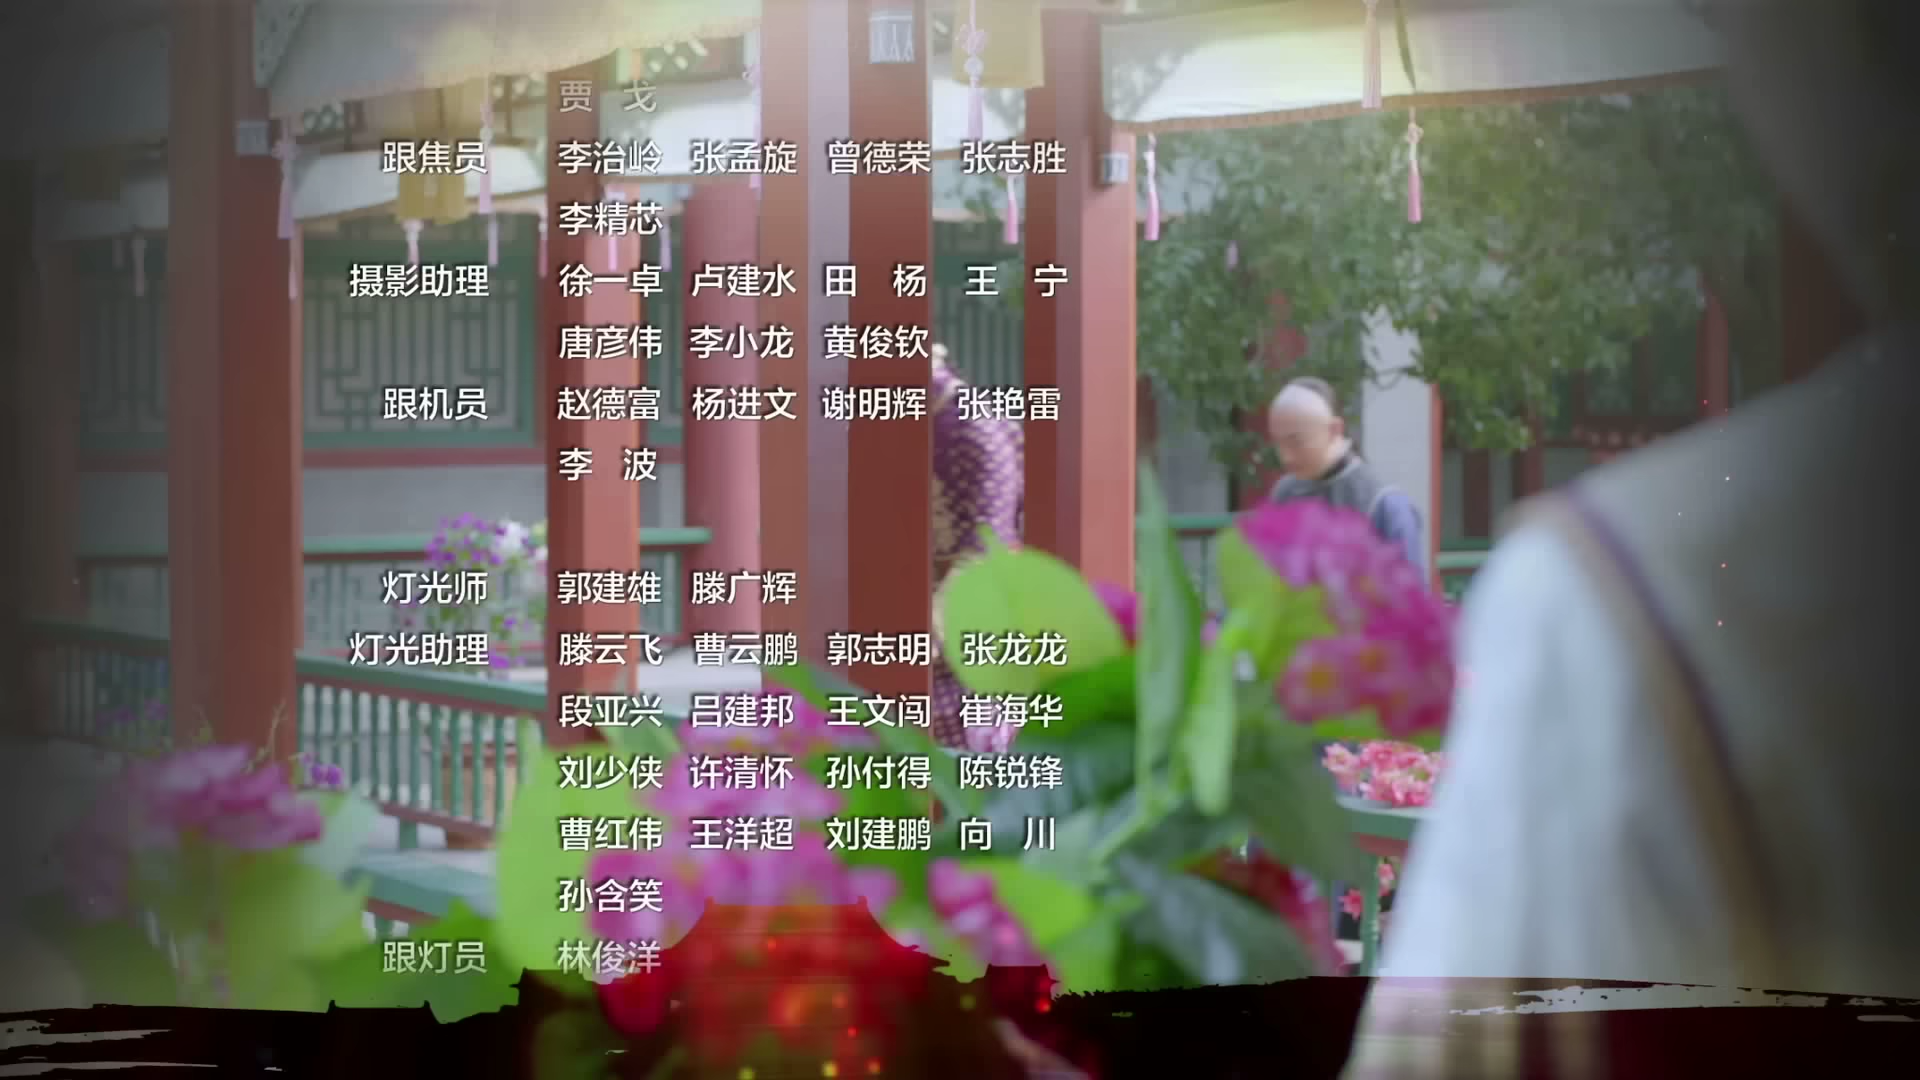 贾 戈
跟焦员 李治岭 张孟旋 曾德荣 张志胜
李精芯
摄影助理 徐一卓 卢建水 田 杨 王 宁
唐彦伟 李小龙 黄俊钦
跟机员 赵德富 杨进文 谢明辉 张艳雷
李 波
灯光师 郭建雄 滕广辉
灯光助理 滕云飞 曹云鹏 郭志明 张龙龙
段亚兴 吕建邦 王文闯 崔海华
刘少侠 许清怀 孙付得 陈锐锋
曹红伟 王洋超 刘建鹏 向 川
孙含笑
跟灯员 林俊洋